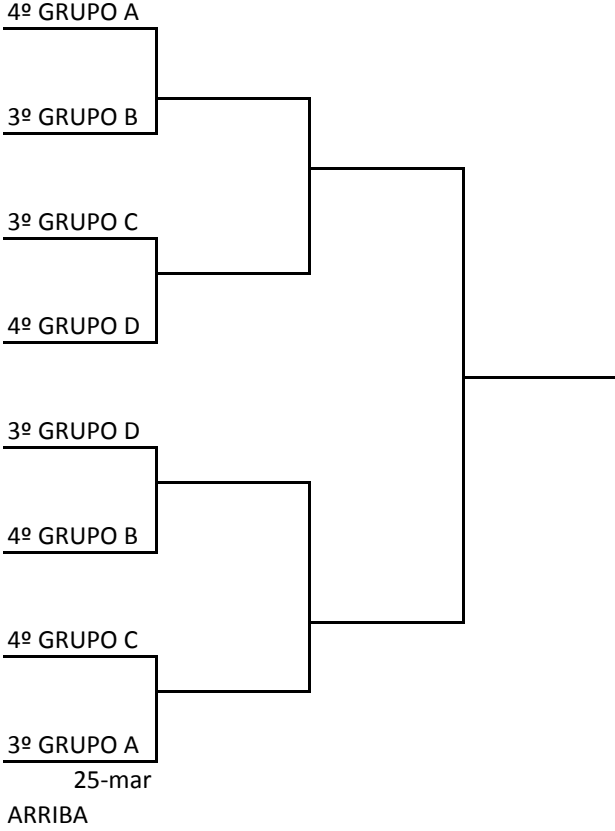 4º GRUPO A
3º GRUPO B
3º GRUPO C
4º GRUPO D
3º GRUPO D
4º GRUPO B
4º GRUPO C
3º GRUPO A
25-mar
ARRIBA